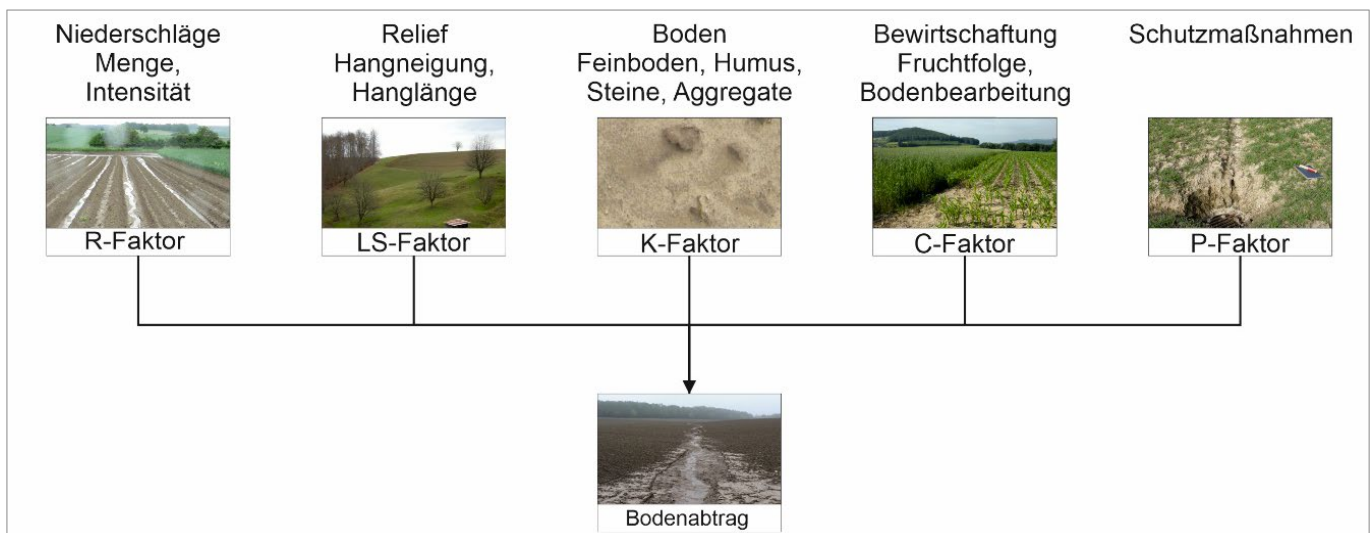 Niederschläge
Menge,
Intensität
R-Faktor
Relief
Hangneigung,
Hanglänge
LS-Faktor
Boden
Feinboden, Humus,
Steine, Aggregate
K-Faktor
Bewirtschaftung
Fruchtfolge,
Bodenbearbeitung
C-Faktor
Schutzmaßnahmen
P-Faktor
Bodenabtrag